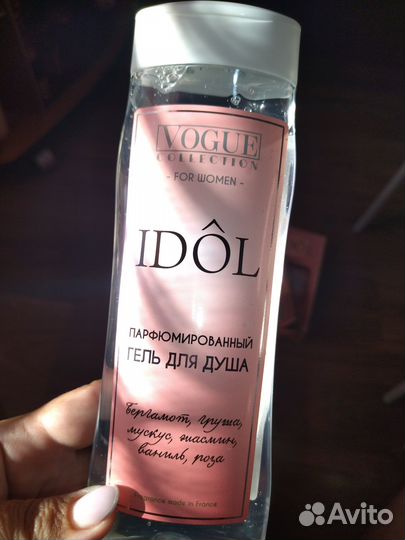 VOGUE
COLLECTION
- FOR WOMEN -
IDÔL
ПАРФЮМИРОВАННЫЙ
ГЕЛЬ ДЛЯ ДУША
бергамот, груша,
мускус, жасмин,
ваниль, роза
Fragrance made in France
Avito